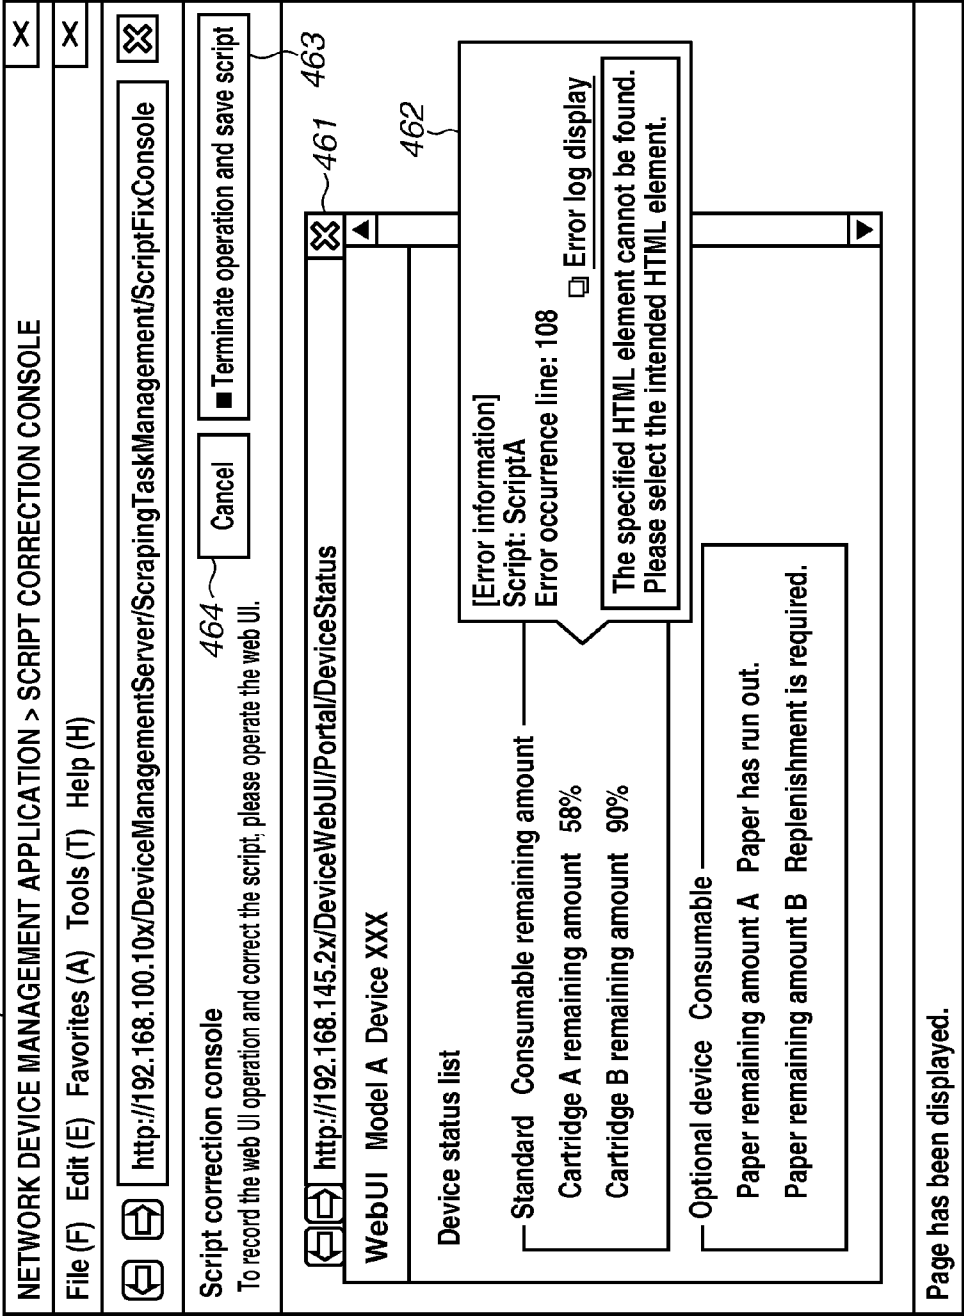 NETWORK DEVICE MANAGEMENT APPLICATION > SCRIPT CORRECTION CONSOLE
File (F) Edit (E) Favorites (A) Tools (T) Help (H)
http://192.168.100.10x/DeviceManagementServer/ScrapingTaskManagement/ScriptFixConsole
Script correction console
464
Cancel
■ Terminate operation and save script
463
To record the web UI operation and correct the script, please operate the web UI.
http://192.168.145.2x/DeviceWebUI/Portal/DeviceStatus
461
WebUI Model A Device XXX
462
Device status list
[Error information]
Script: ScriptA
Error occurrence line: 108
Error log display
The specified HTML element cannot be found.
Please select the intended HTML element.
Standard Consumable remaining amount
Cartridge A remaining amount 58%
Cartridge B remaining amount 90%
Optional device Consumable
Paper remaining amount A Paper has run out.
Paper remaining amount B Replenishment is required.
Page has been displayed.